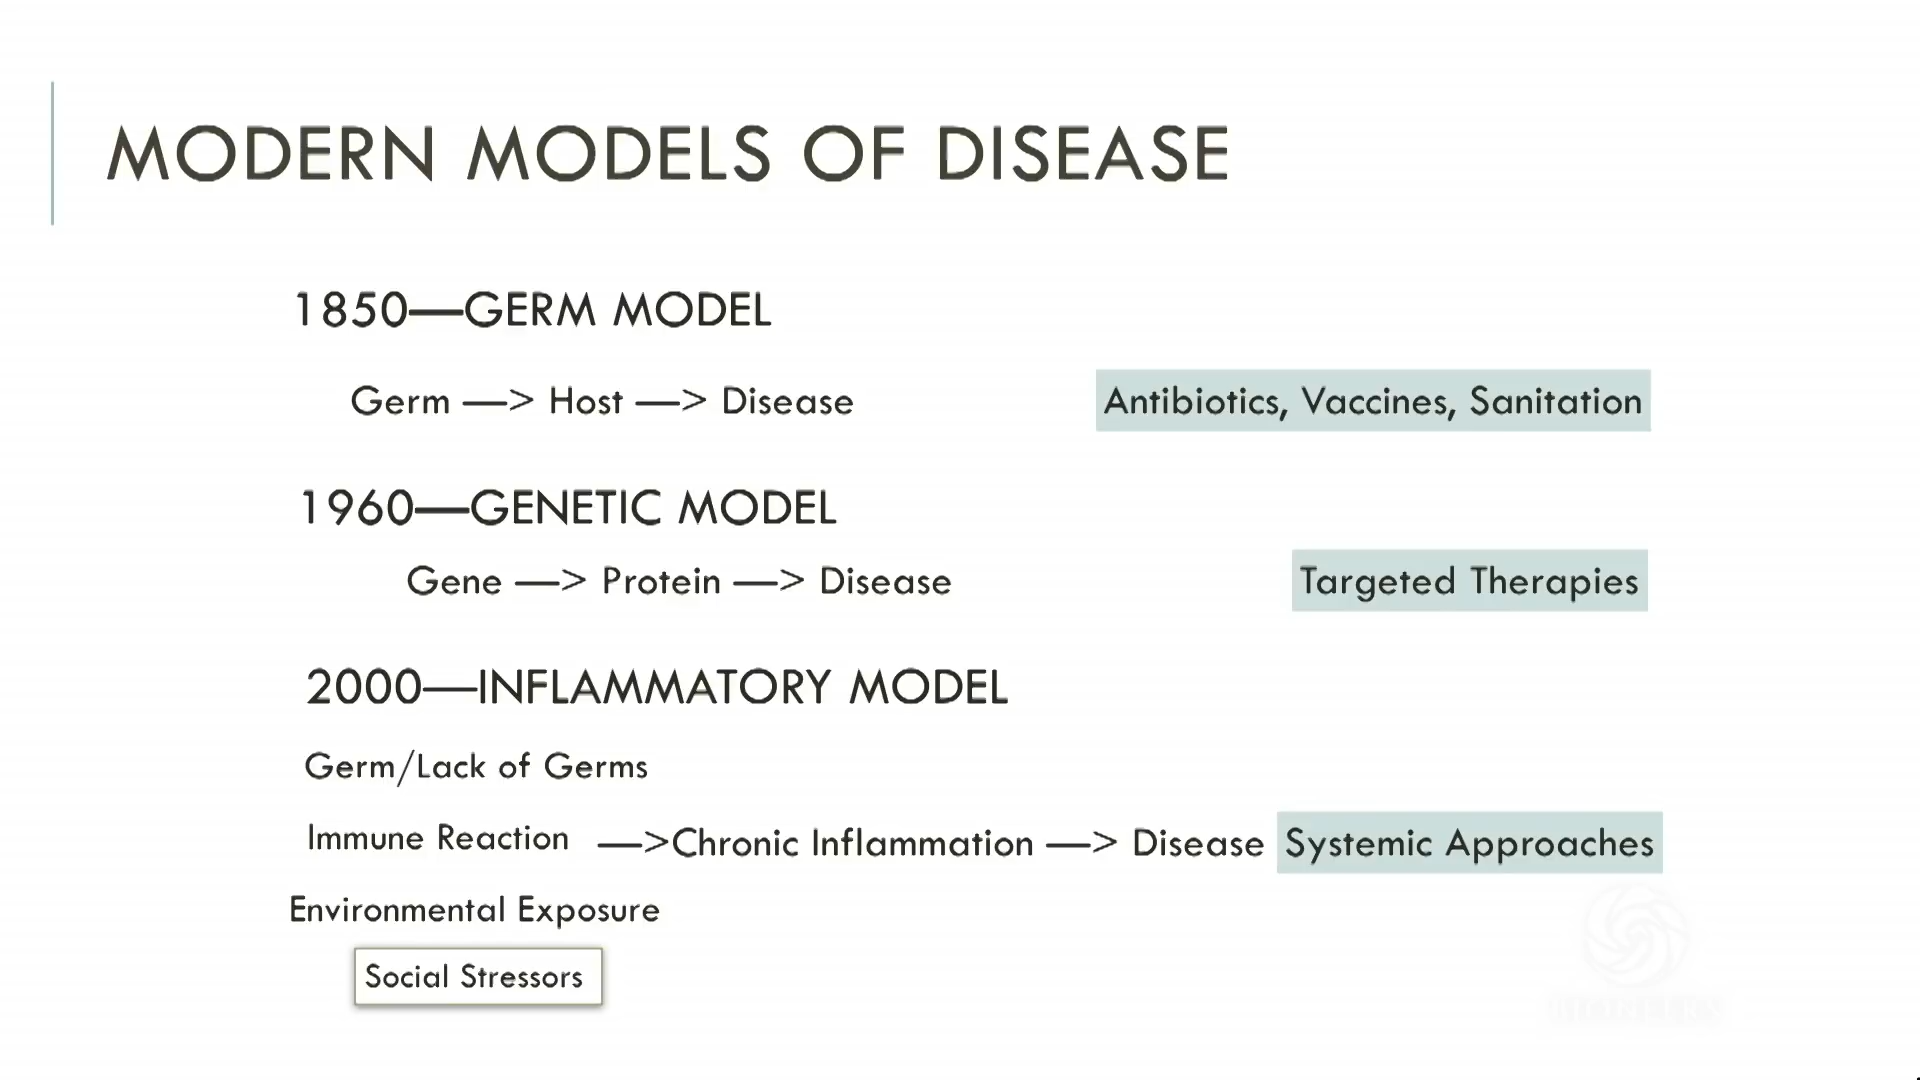 MODERN MODELS OF DISEASE
1850—GERM MODEL
Germ —> Host —> Disease
Antibiotics, Vaccines, Sanitation
1960—GENETIC MODEL
Gene —> Protein —> Disease
Targeted Therapies
2000—INFLAMMATORY MODEL
Germ/Lack of Germs
Immune Reaction —>Chronic Inflammation —> Disease Systemic Approaches
Environmental Exposure
Social Stressors